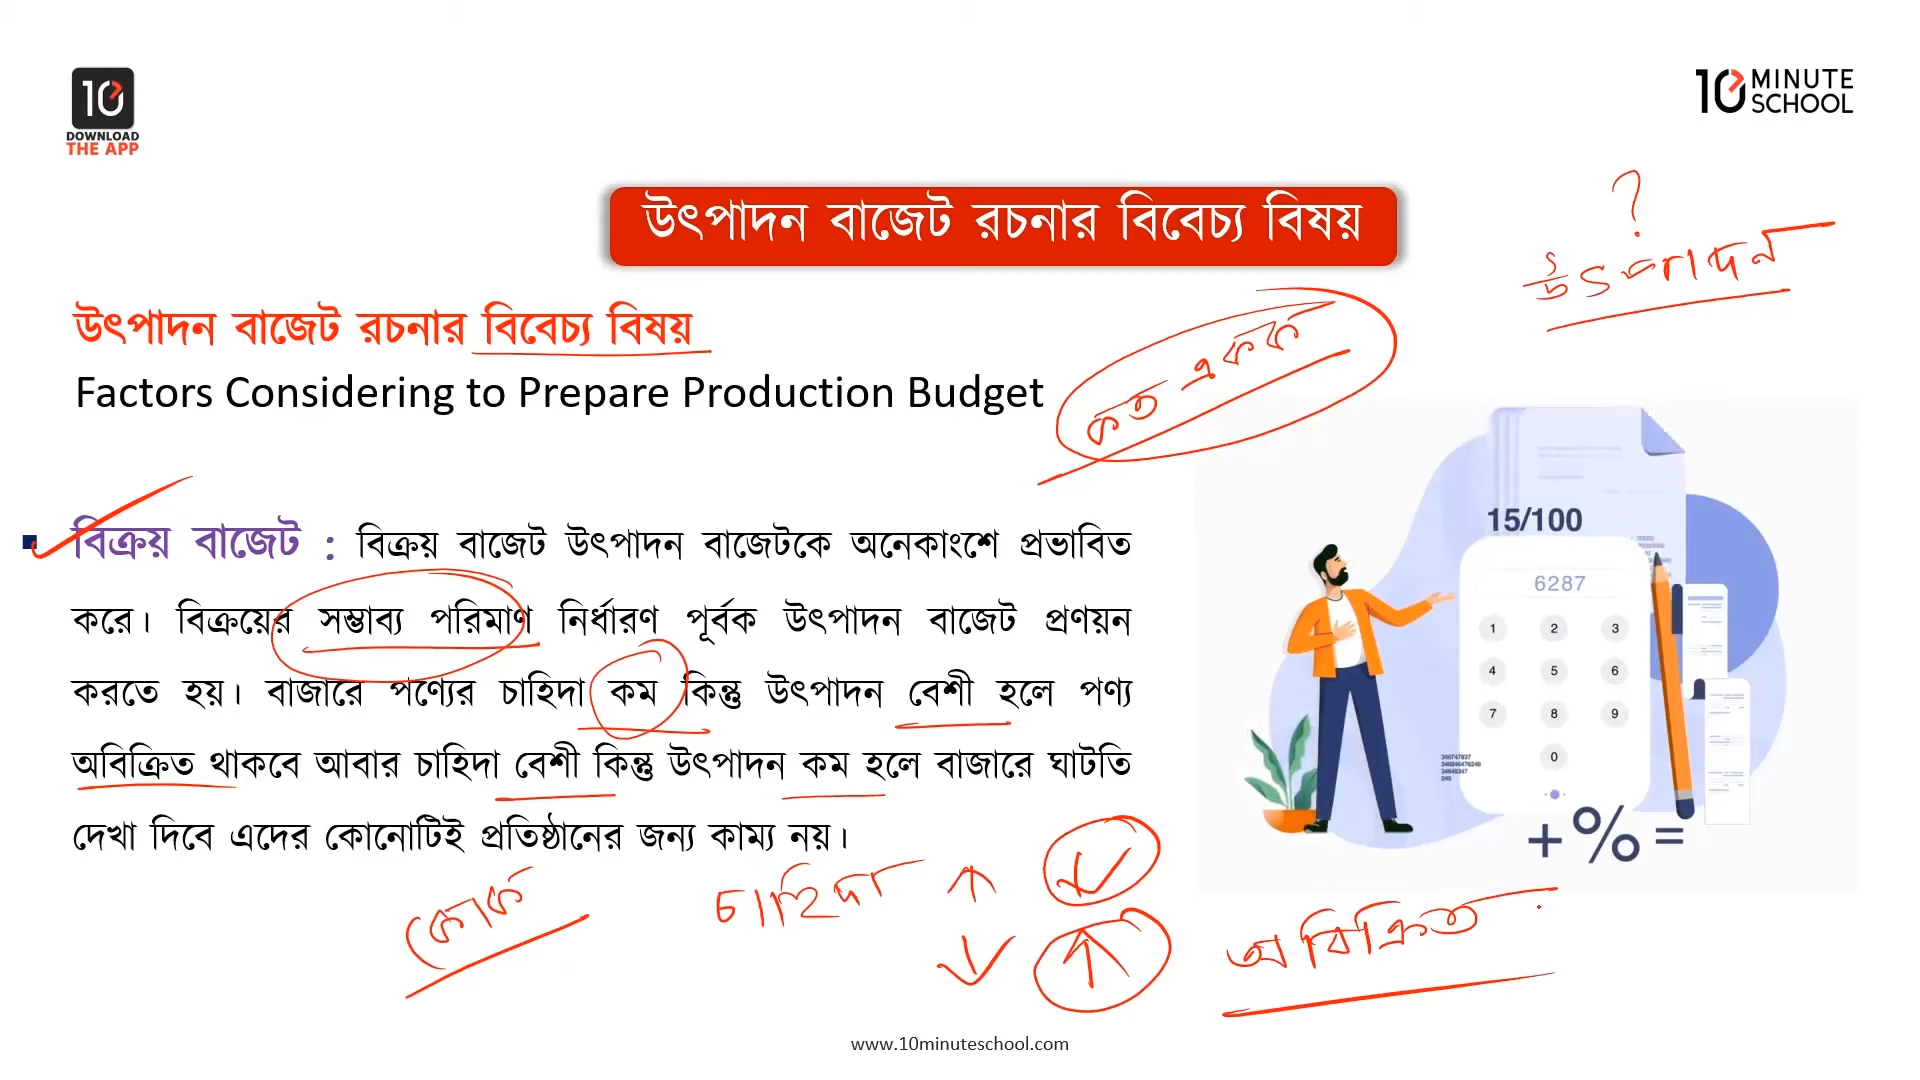 10
DOWNLOAD
THE APP
10 MINUTE
SCHOOL
উৎপাদন বাজেট রচনার বিবেচ্য বিষয়
?
উৎপাদন
উৎপাদন বাজেট রচনার বিবেচ্য বিষয়
Factors Considering to Prepare Production Budget
কত একক
বিক্রয় বাজেট : বিক্রয় বাজেট উৎপাদন বাজেটকে অনেকাংশে প্রভাবিত
করে। বিক্রয়ের সম্ভাব্য পরিমাণ নির্ধারণ পূর্বক উৎপাদন বাজেট প্রণয়ন
করতে হয়। বাজারে পণ্যের চাহিদা কম কিন্তু উৎপাদন বেশী হলে পণ্য
অবিক্রিত থাকবে আবার চাহিদা বেশী কিন্তু উৎপাদন কম হলে বাজারে ঘাটতি
দেখা দিবে এদের কোনোটিই প্রতিষ্ঠানের জন্য কাম্য নয়।
15/100
6287
1 2 3
4 5 6
7 8 9
0
+ % =
চাহিদা ↑ ↓
↓ ↑
অবিক্রিত
www.10minuteschool.com